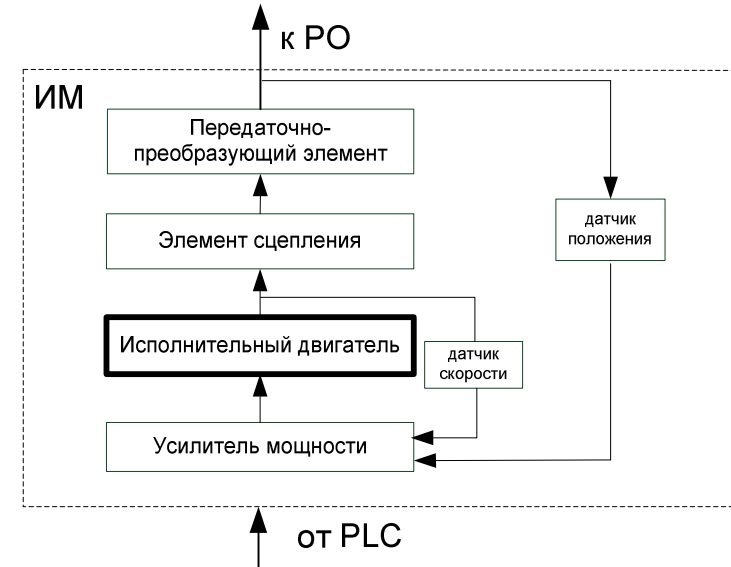 к РО
ИМ
Передаточно-
преобразующий элемент
датчик
положения
Элемент сцепления
Исполнительный двигатель
датчик
скорости
Усилитель мощности
от PLC